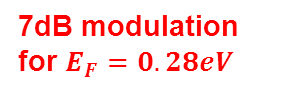 7dB modulation
for E_F = 0.28eV